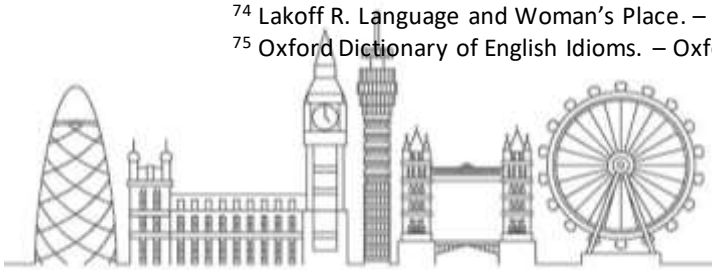 74 Lakoff R. Language and Woman’s Place. –
75 Oxford Dictionary of English Idioms. – Oxf